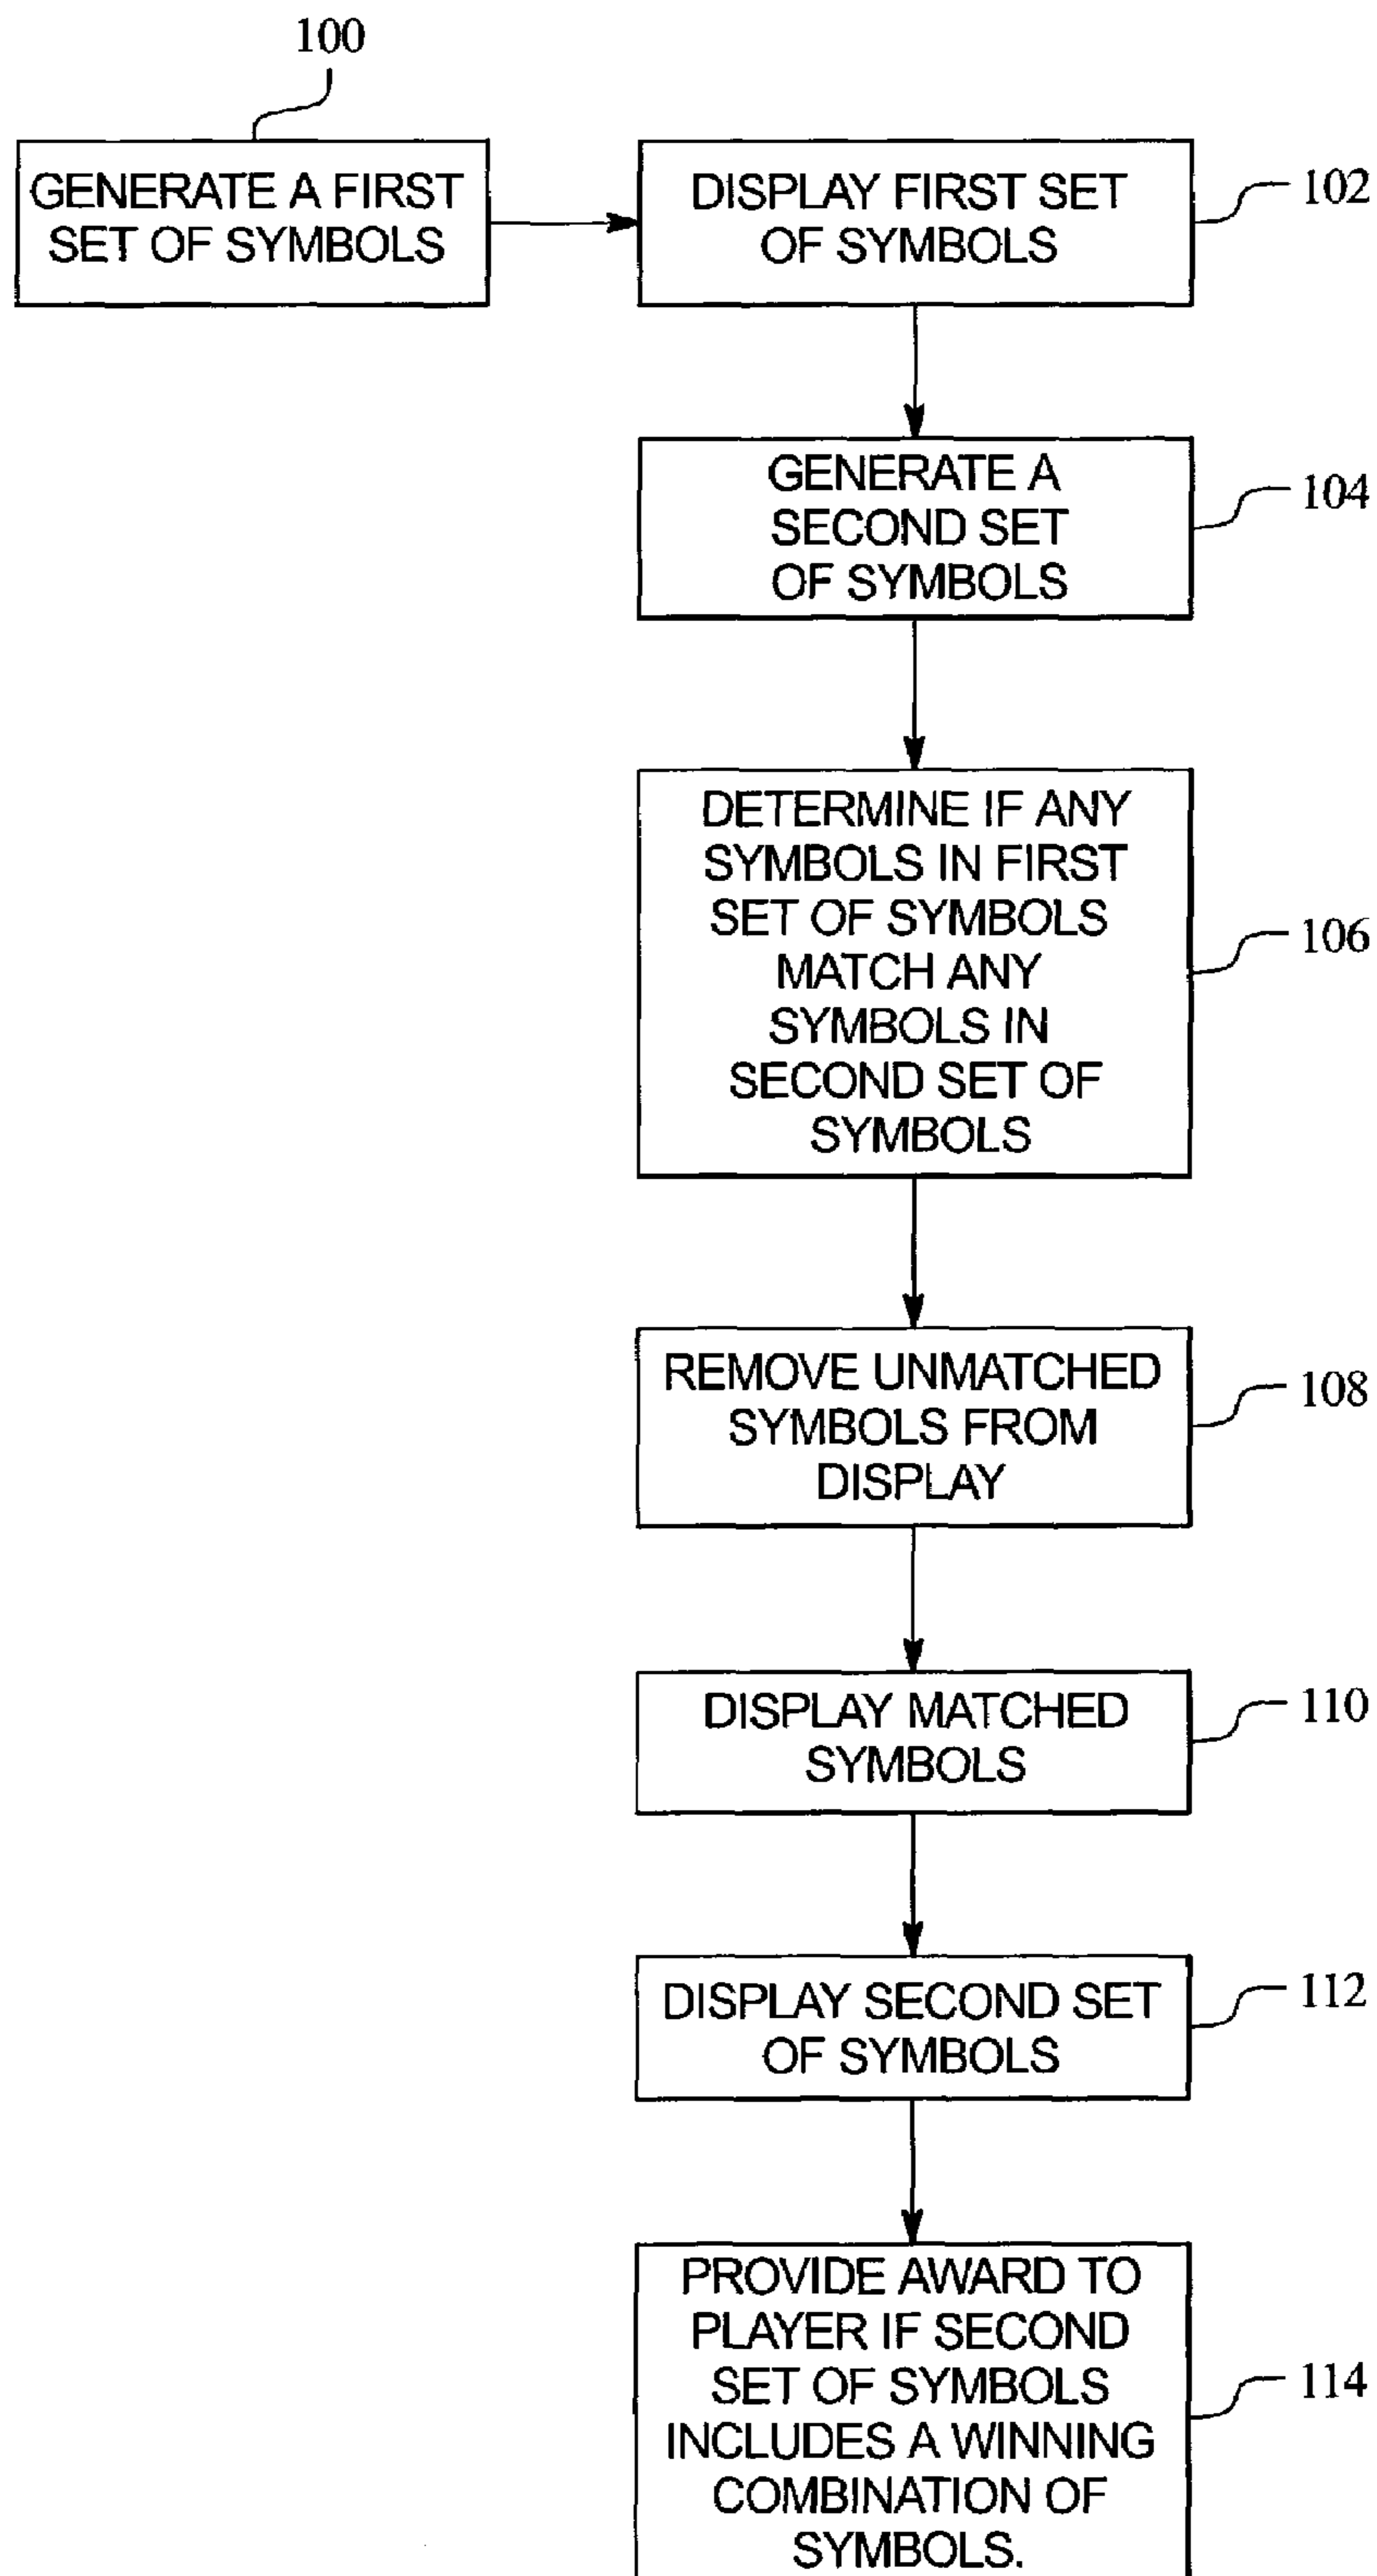 100
GENERATE A FIRST
SET OF SYMBOLS
DISPLAY FIRST SET
OF SYMBOLS
102
GENERATE A
SECOND SET
OF SYMBOLS
104
DETERMINE IF ANY
SYMBOLS IN FIRST
SET OF SYMBOLS
MATCH ANY
SYMBOLS IN
SECOND SET OF
SYMBOLS
106
REMOVE UNMATCHED
SYMBOLS FROM
DISPLAY
108
DISPLAY MATCHED
SYMBOLS
110
DISPLAY SECOND SET
OF SYMBOLS
112
PROVIDE AWARD TO
PLAYER IF SECOND
SET OF SYMBOLS
INCLUDES A WINNING
COMBINATION OF
SYMBOLS.
114